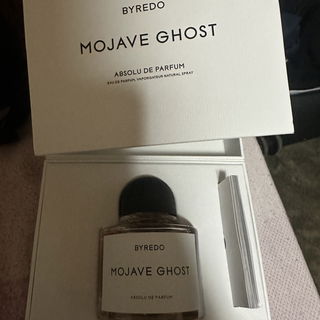 BYREDO
MOJAVE GHOST
ABSOLU DE PARFUM
EAU DE PARFUM, VAPORISATEUR NATURAL SPRAY
BYREDO
MOJAVE GHOST
ABSOLU DE PARFUM